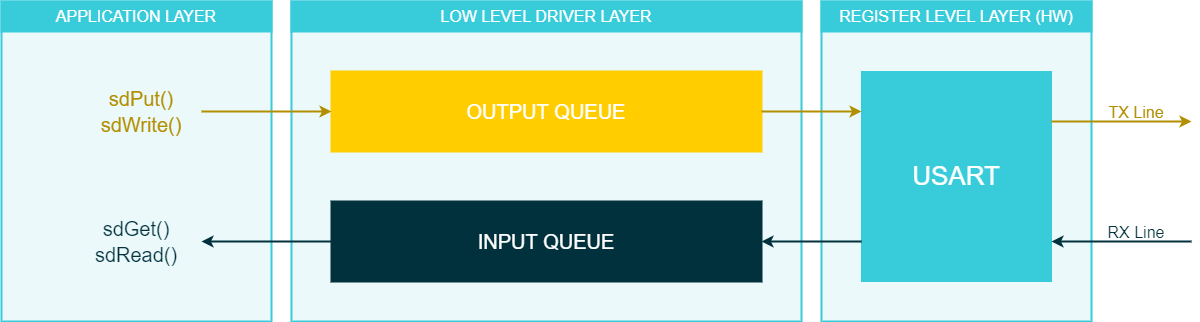 APPLICATION LAYER
LOW LEVEL DRIVER LAYER
REGISTER LEVEL LAYER (HW)
sdPut()
sdWrite()
OUTPUT QUEUE
TX Line
USART
sdGet()
sdRead()
INPUT QUEUE
RX Line